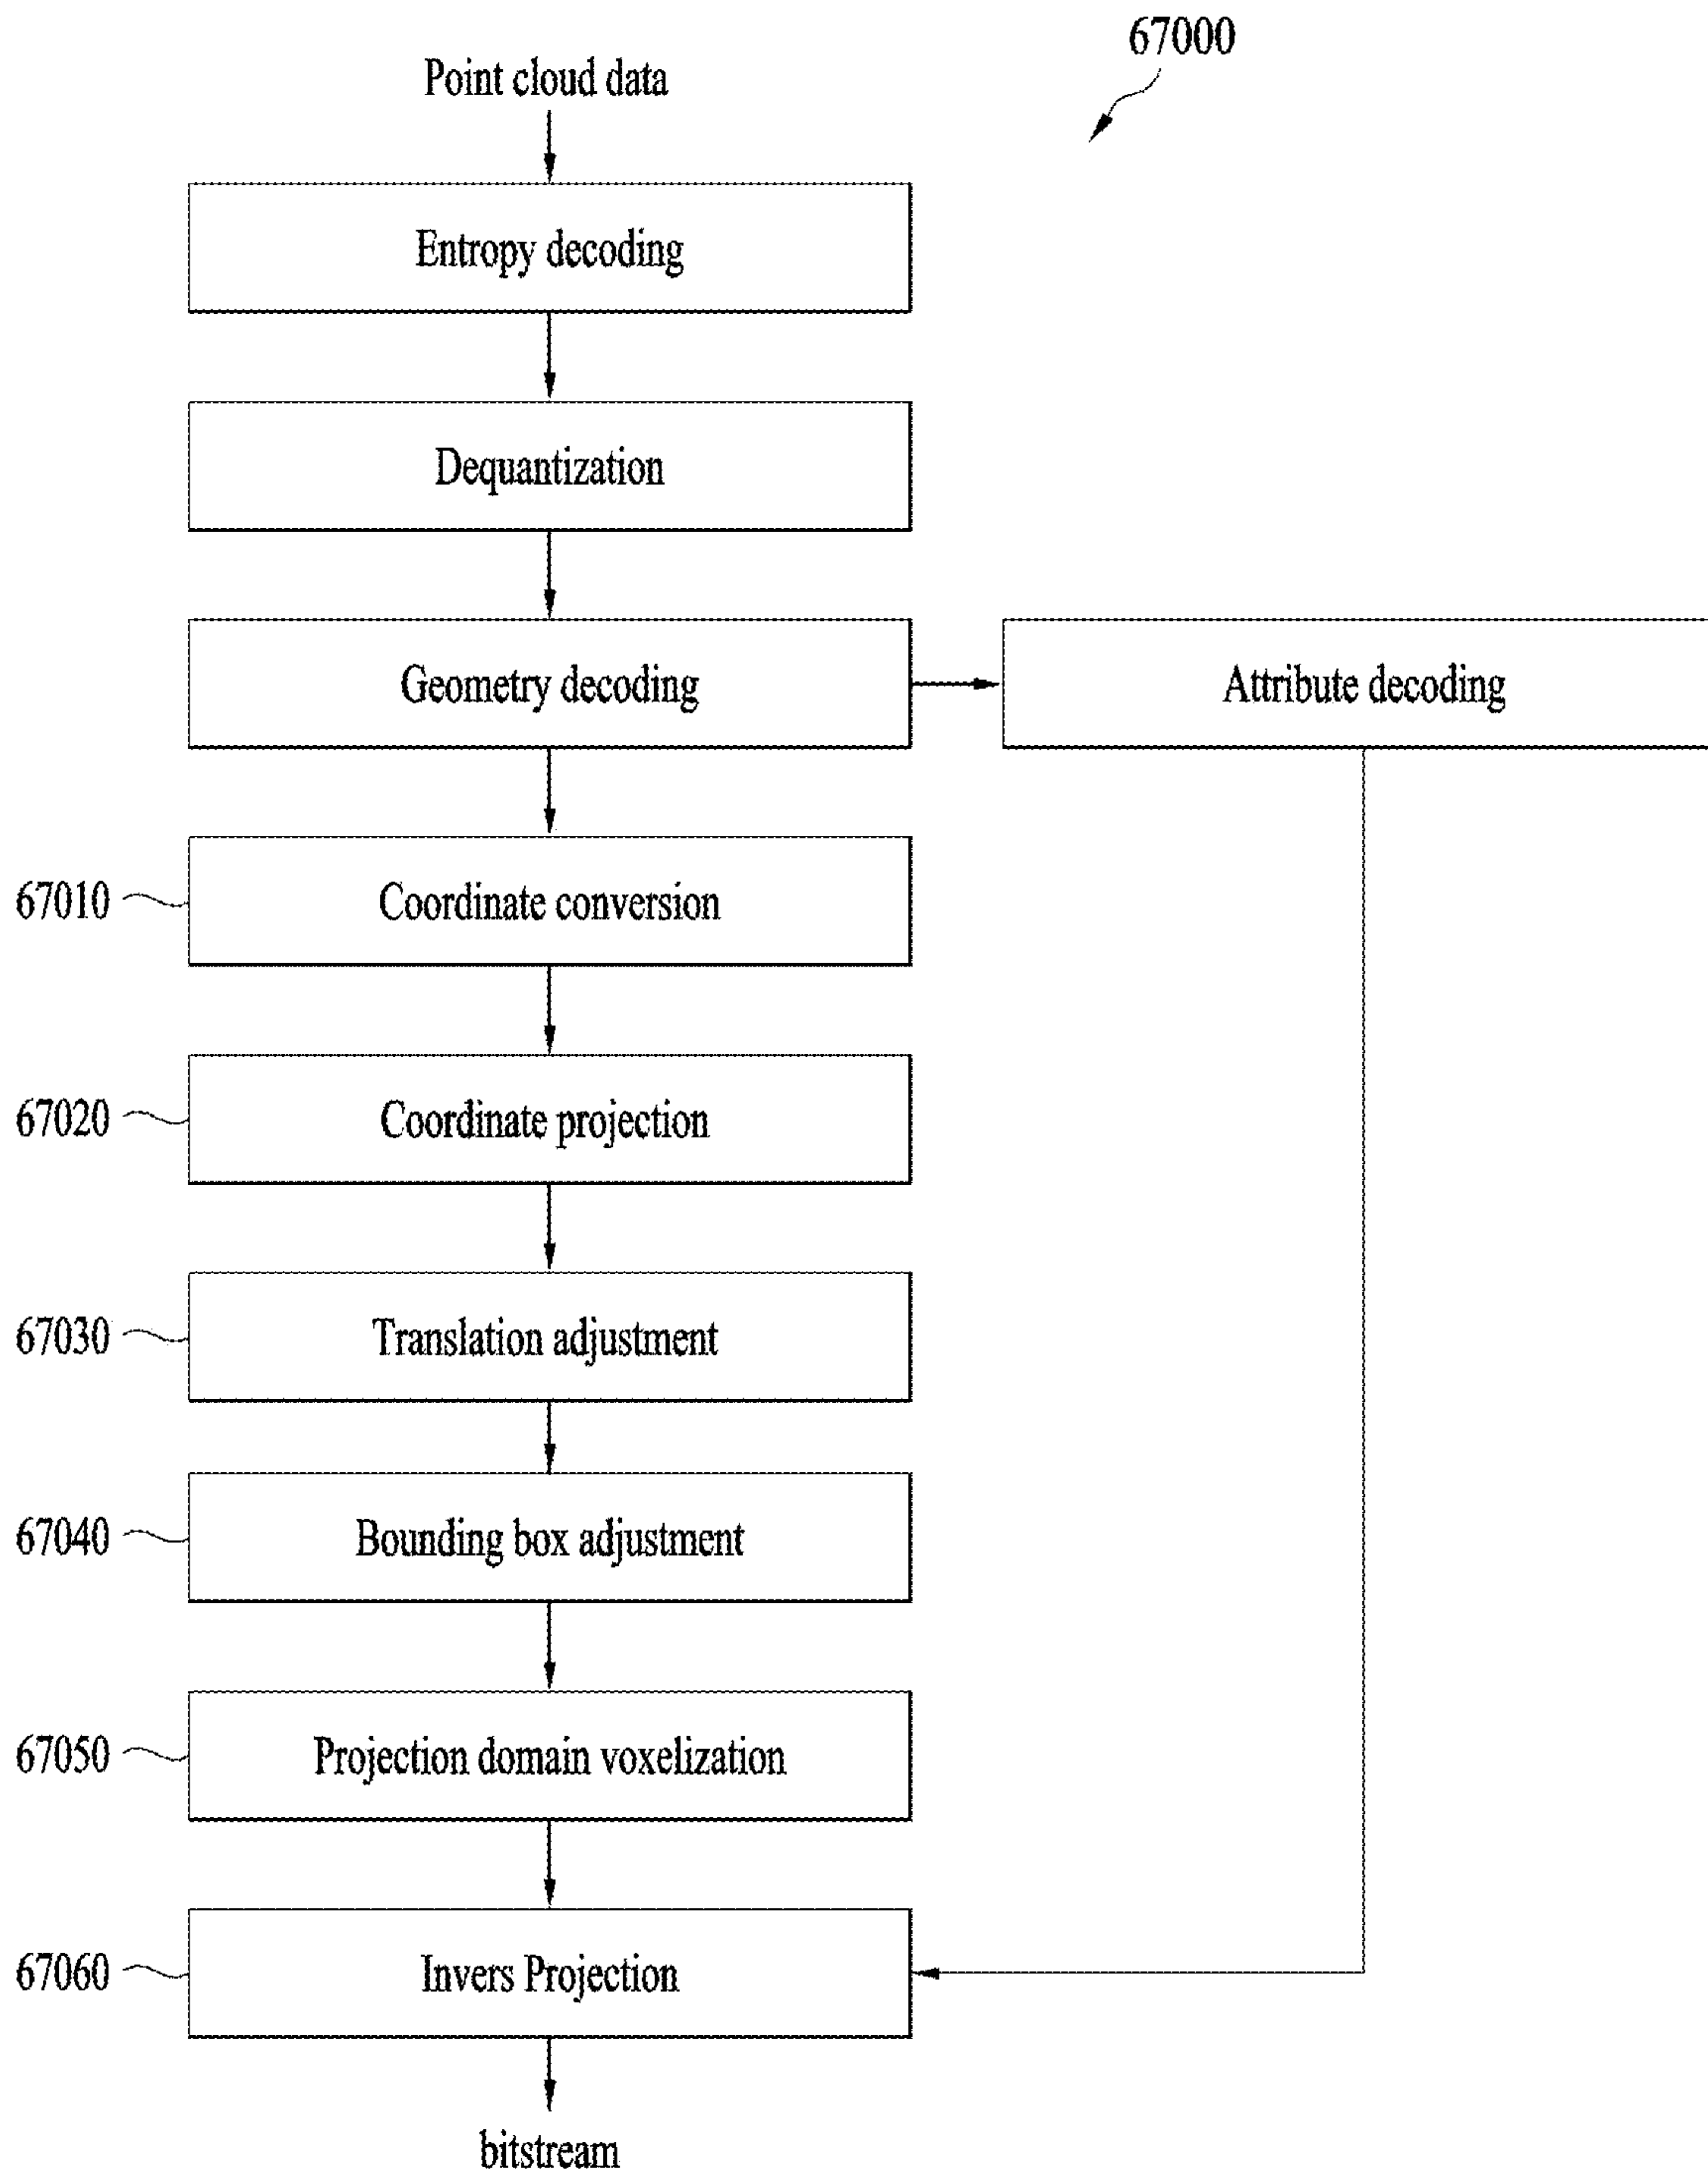 67000
Point cloud data
Entropy decoding
Dequantization
Geometry decoding
Attribute decoding
67010
Coordinate conversion
67020
Coordinate projection
67030
Translation adjustment
67040
Bounding box adjustment
67050
Projection domain voxelization
67060
Invers Projection
bitstream